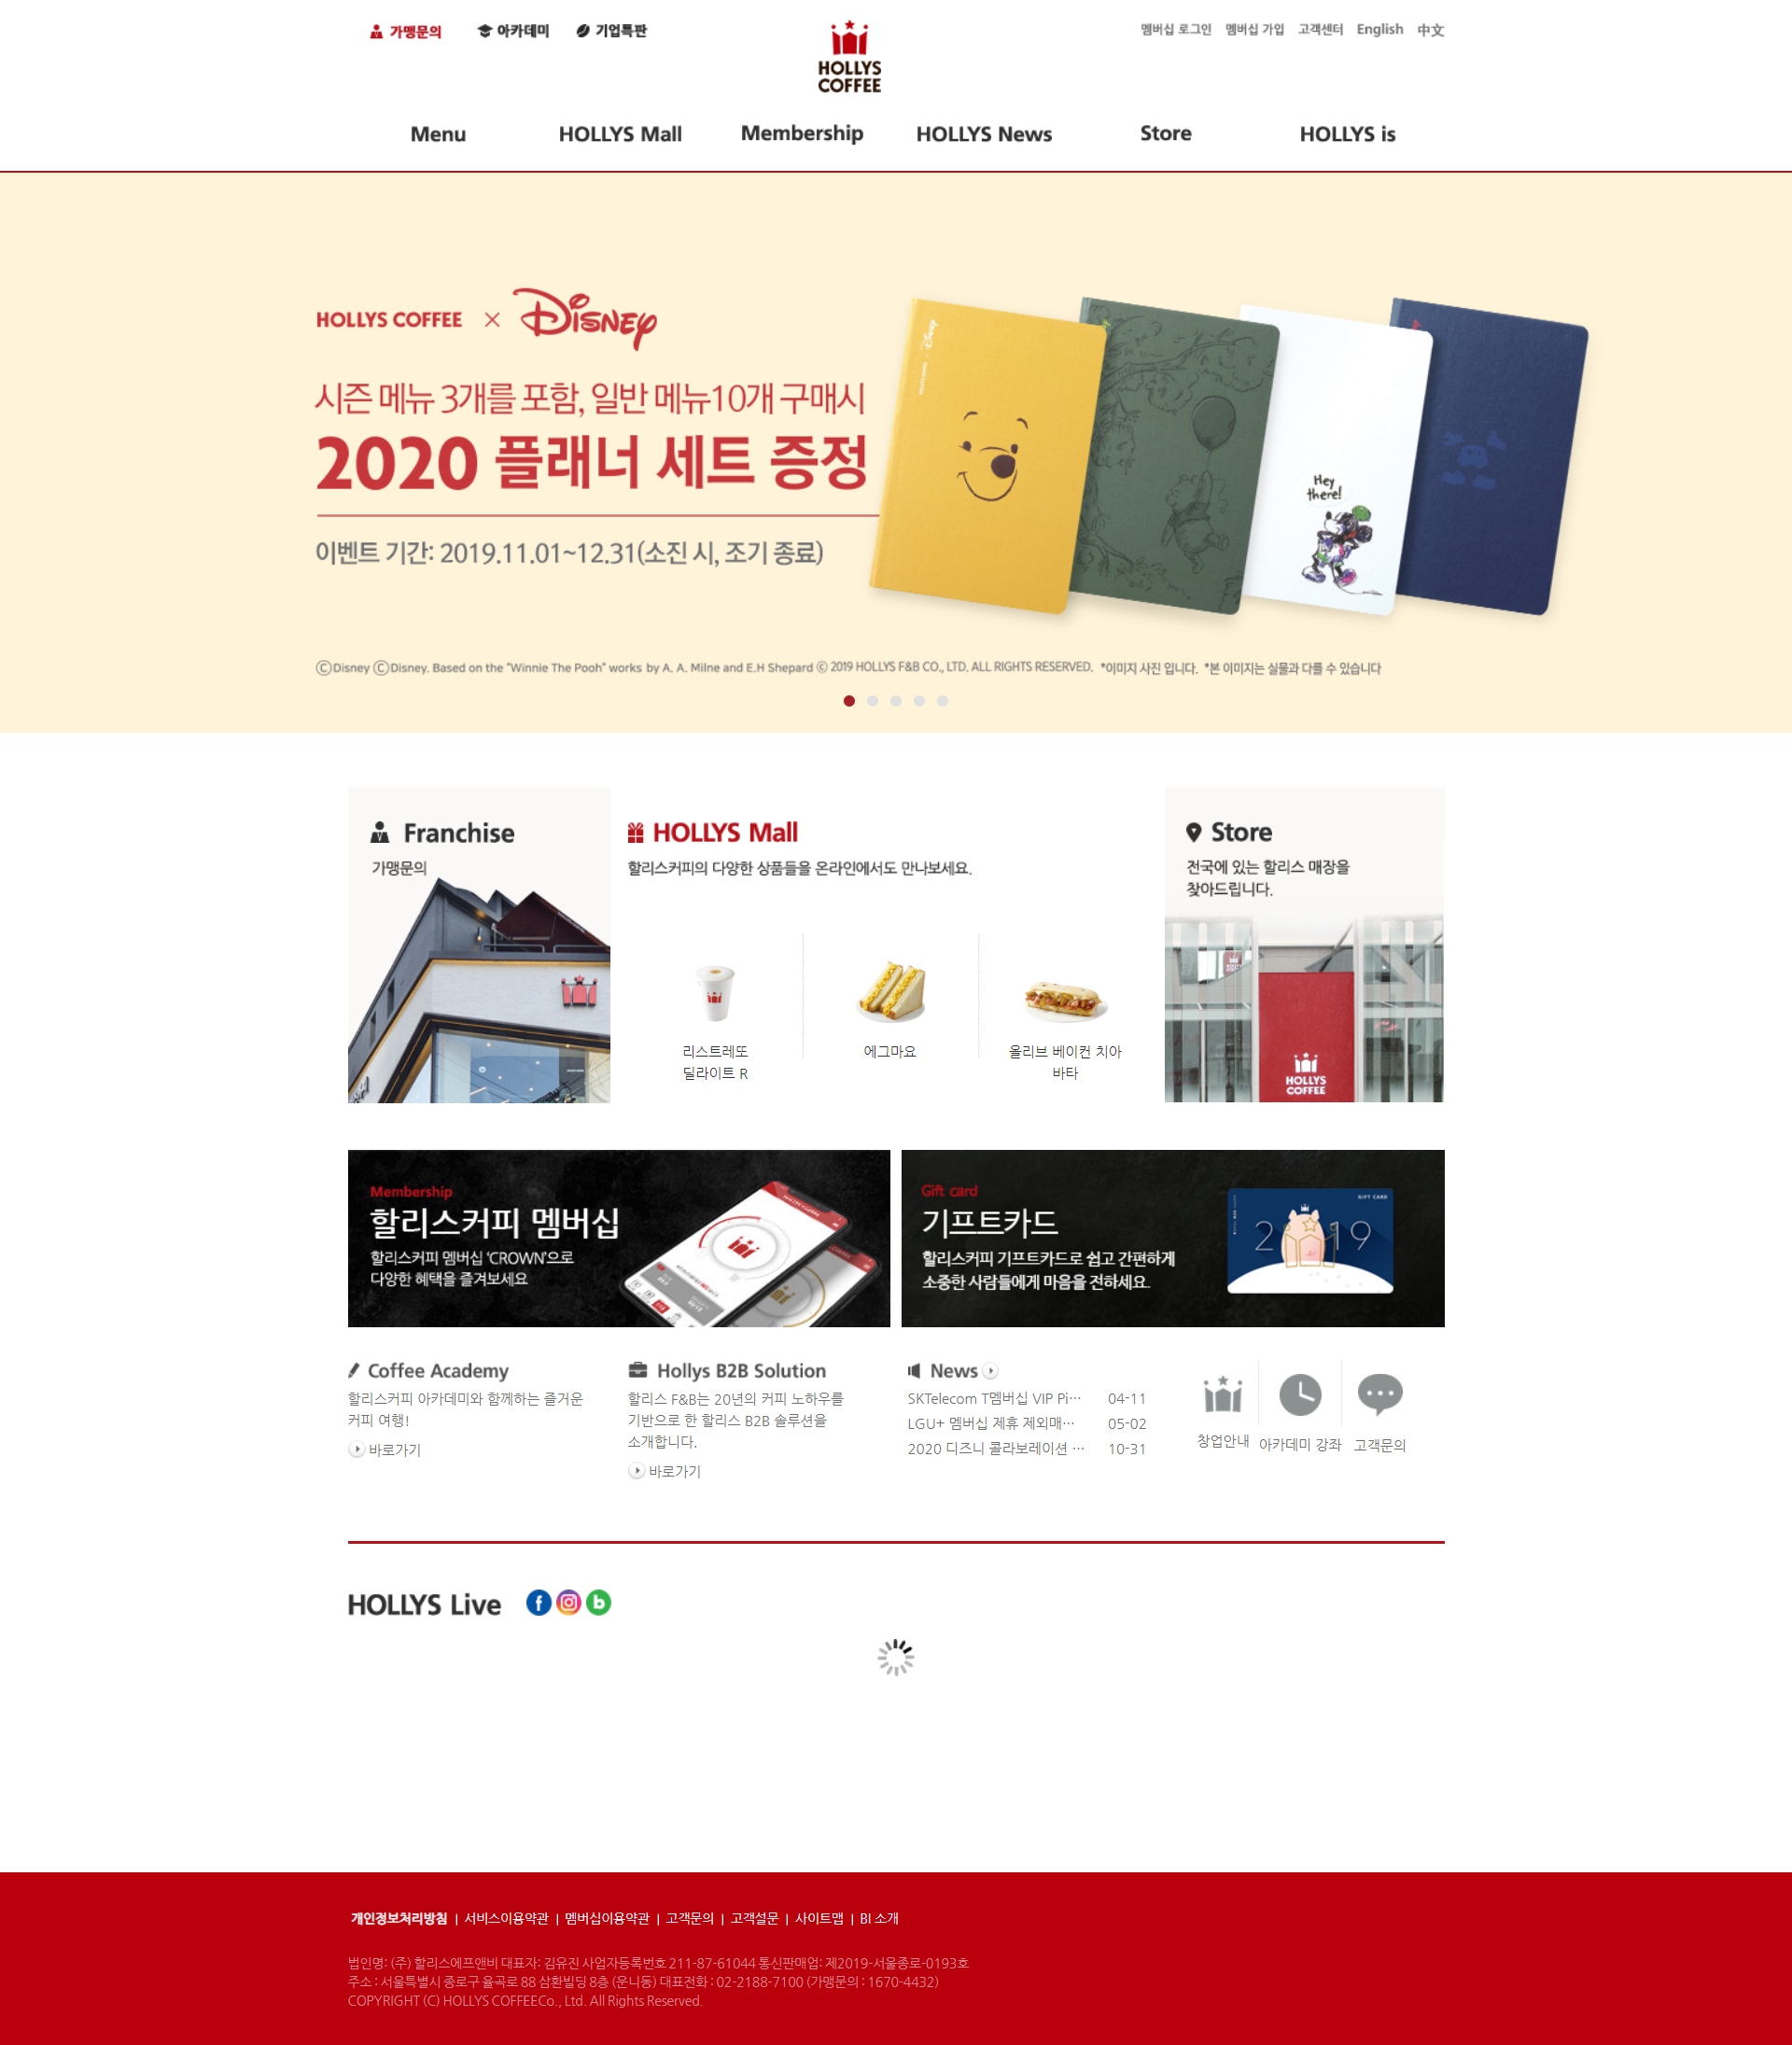 가맹문의
아카데미
기업특판
HOLLYS
COFFEE
멤버십 로그인
멤버십 가입
고객센터
English
中文
Menu
HOLLYS Mall
Membership
HOLLYS News
Store
HOLLYS is
HOLLYS COFFEE × Disney
시즌 메뉴 3개를 포함, 일반 메뉴10개 구매시
2020 플래너 세트 증정
이벤트 기간: 2019.11.01~12.31(소진 시, 조기 종료)
Disney
Hey
there!
ⒸDisney ⒸDisney. Based on the “Winnie The Pooh” works by A. A. Milne and E.H Shepard © 2019 HOLLYS F&B CO., LTD. ALL RIGHTS RESERVED. *이미지 사진 입니다. *본 이미지는 실물과 다를 수 있습니다
Franchise
가맹문의
HOLLYS Mall
할리스커피의 다양한 상품들을 온라인에서도 만나보세요.
리스트레또
딜라이트 R
에그마요
올리브 베이컨 치아
바타
Store
전국에 있는 할리스 매장을
찾아드립니다.
HOLLYS
COFFEE
Membership
할리스커피 멤버십
할리스커피 멤버십 ‘CROWN’으로
다양한 혜택을 즐겨보세요
Gift card
기프트카드
할리스커피 기프트카드로 쉽고 간편하게
소중한 사람들에게 마음을 전하세요.
GIFT CARD
2019
Coffee Academy
할리스커피 아카데미와 함께하는 즐거운
커피 여행!
바로가기
Hollys B2B Solution
할리스 F&B는 20년의 커피 노하우를
기반으로 한 할리스 B2B 솔루션을
소개합니다.
바로가기
News
SKTelecom T멤버십 VIP Pi… 04-11
LGU+ 멤버십 제휴 제외매… 05-02
2020 디즈니 콜라보레이션 … 10-31
창업안내
아카데미 강좌
고객문의
HOLLYS Live
개인정보처리방침 | 서비스이용약관 | 멤버십이용약관 | 고객문의 | 고객설문 | 사이트맵 | BI 소개
법인명: (주) 할리스에프앤비 대표자: 김유진 사업자등록번호 211-87-61044 통신판매업: 제2019-서울종로-0193호
주소 : 서울특별시 종로구 율곡로 88 삼환빌딩 8층 (운니동) 대표전화 : 02-2188-7100 (가맹문의 : 1670-4432)
COPYRIGHT (C) HOLLYS COFFEECo., Ltd. All Rights Reserved.